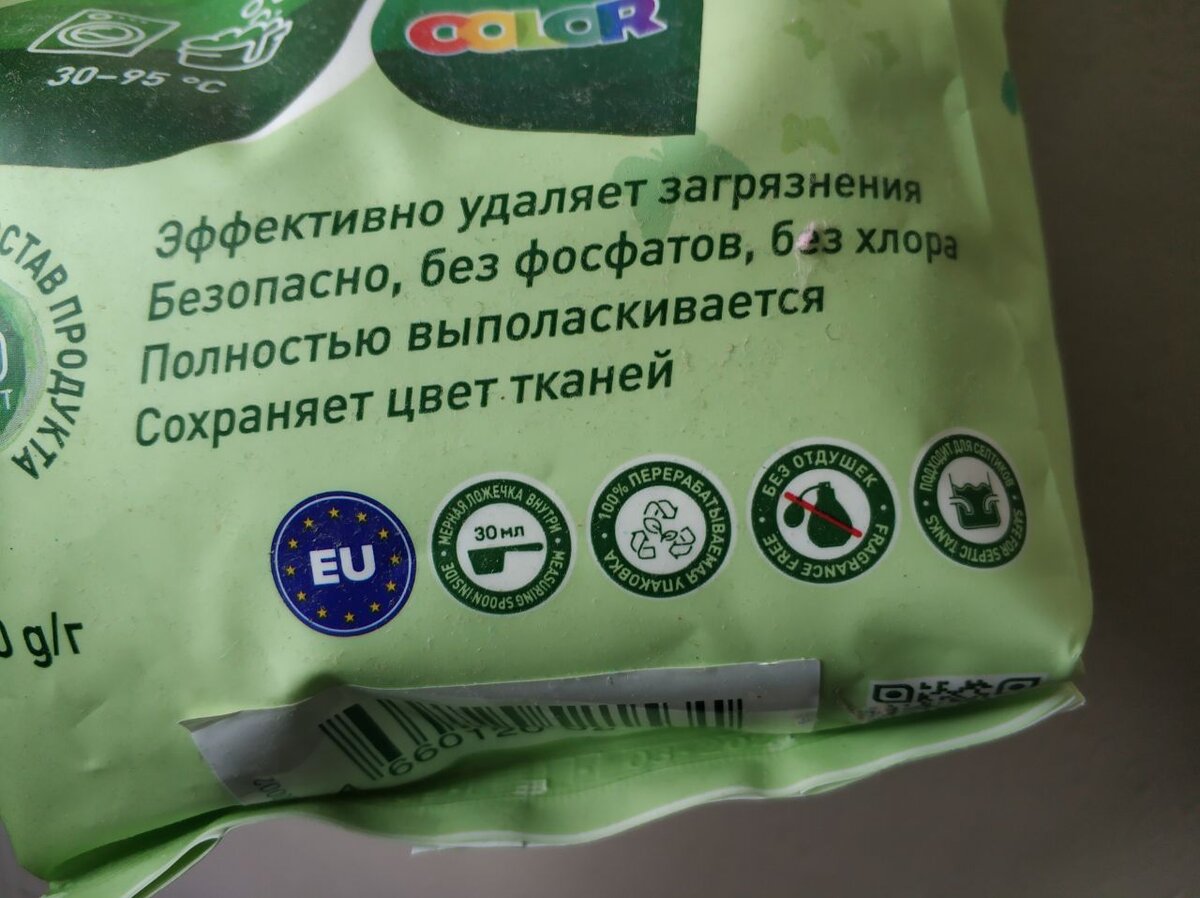 COLOR
30-95 °C
Эффективно удаляет загрязнения
Безопасно, без фосфатов, без хлора
Полностью выполаскивается
Сохраняет цвет тканей
ПРОДУКТА
EU
МЕРНАЯ ЛОЖЕЧКА ВНУТРИ • MEASURING SPOON INSIDE •
30 мл
100% ПЕРЕРАБАТЫВАЕМАЯ УПАКОВКА •
БЕЗ ОТДУШЕК • FRAGRANCE FREE •
ПОДХОДИТ ДЛЯ СЕПТИКОВ • SAFE FOR SEPTIC TANKS •
g/г